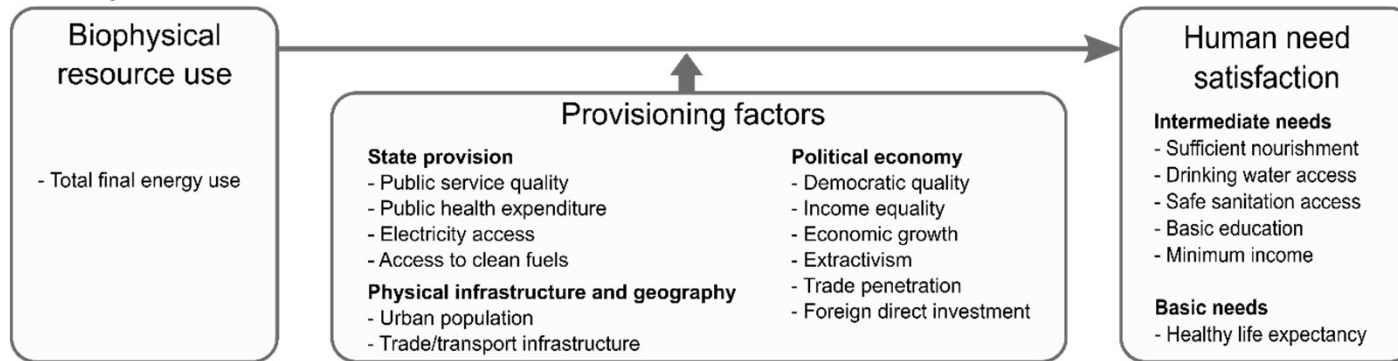 Biophysical
resource use
- Total final energy use
Provisioning factors
State provision
- Public service quality
- Public health expenditure
- Electricity access
- Access to clean fuels
Physical infrastructure and geography
- Urban population
- Trade/transport infrastructure
Political economy
- Democratic quality
- Income equality
- Economic growth
- Extractivism
- Trade penetration
- Foreign direct investment
Human need
satisfaction
Intermediate needs
- Sufficient nourishment
- Drinking water access
- Safe sanitation access
- Basic education
- Minimum income
Basic needs
- Healthy life expectancy